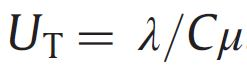 U_T = λ/Cμ